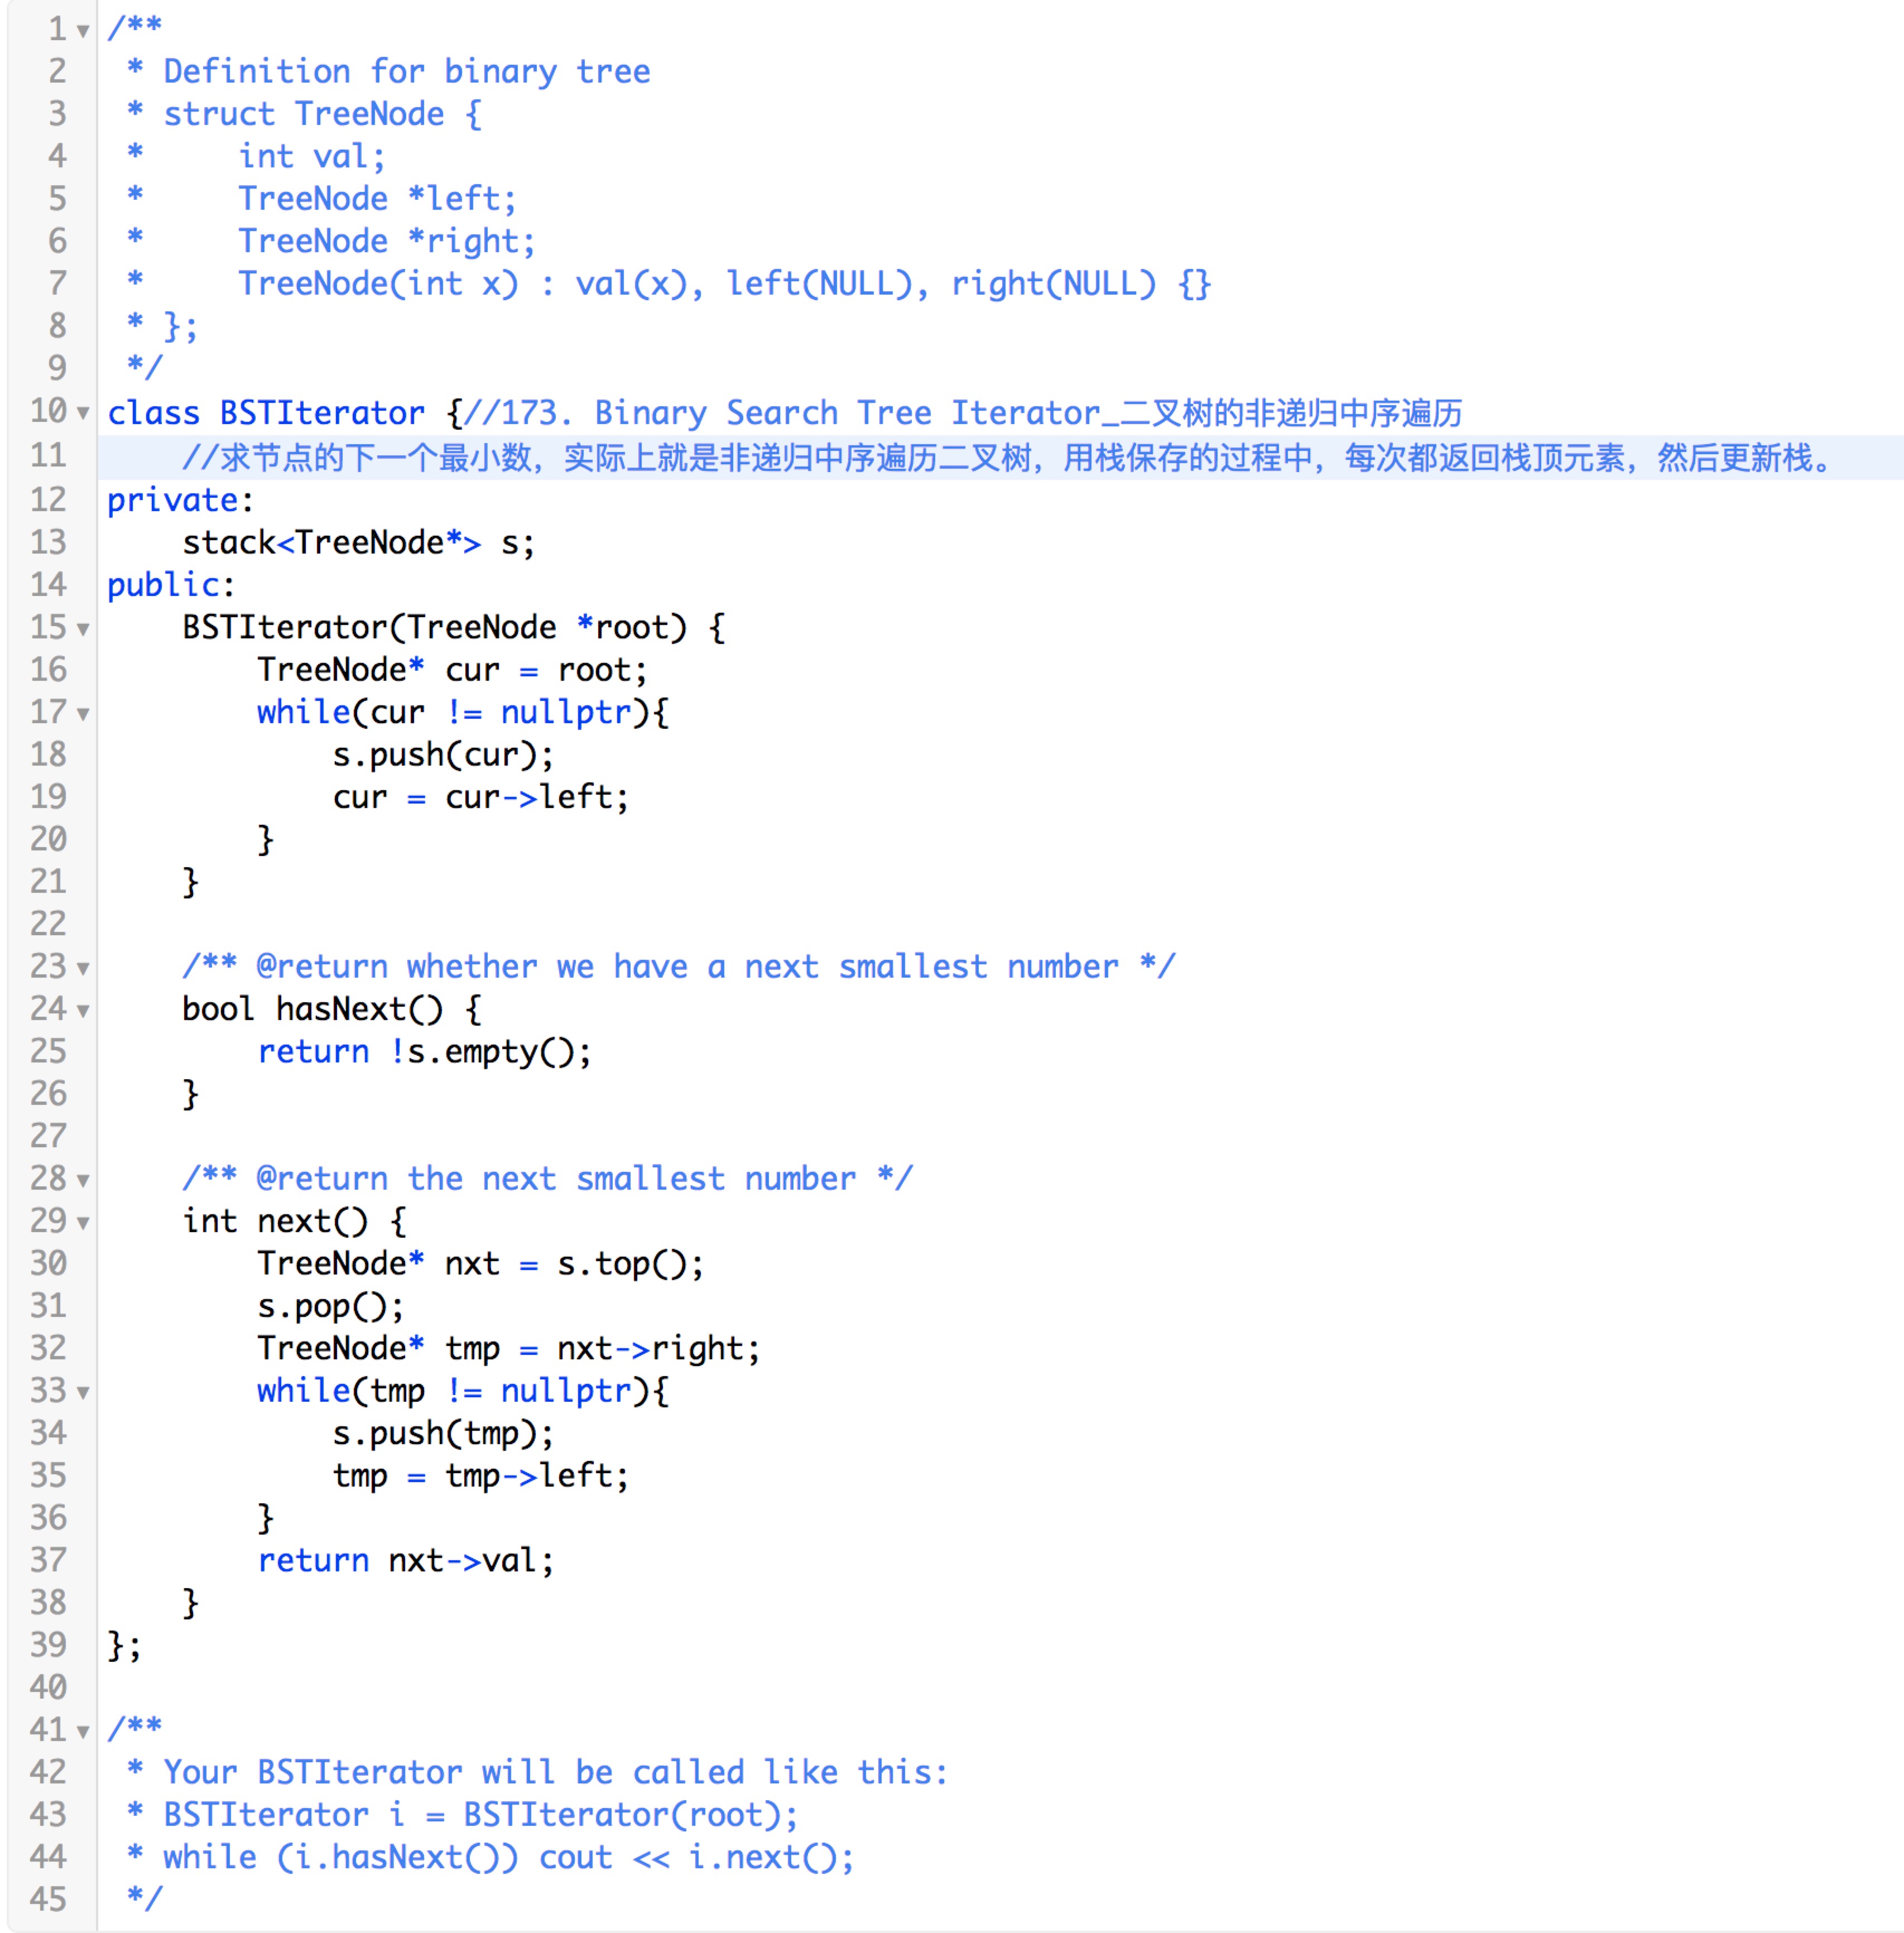 1 /**
2  * Definition for binary tree
3  * struct TreeNode {
4  *     int val;
5  *     TreeNode *left;
6  *     TreeNode *right;
7  *     TreeNode(int x) : val(x), left(NULL), right(NULL) {}
8  * };
9  */
10 class BSTIterator {//173. Binary Search Tree Iterator_二叉树的非递归中序遍历
11     //求节点的下一个最小数，实际上就是非递归中序遍历二叉树，用栈保存的过程中，每次都返回栈顶元素，然后更新栈。
12 private:
13     stack<TreeNode*> s;
14 public:
15     BSTIterator(TreeNode *root) {
16         TreeNode* cur = root;
17         while(cur != nullptr){
18             s.push(cur);
19             cur = cur->left;
20         }
21     }
22
23     /** @return whether we have a next smallest number */
24     bool hasNext() {
25         return !s.empty();
26     }
27
28     /** @return the next smallest number */
29     int next() {
30         TreeNode* nxt = s.top();
31         s.pop();
32         TreeNode* tmp = nxt->right;
33         while(tmp != nullptr){
34             s.push(tmp);
35             tmp = tmp->left;
36         }
37         return nxt->val;
38     }
39 };
40
41 /**
42  * Your BSTIterator will be called like this:
43  * BSTIterator i = BSTIterator(root);
44  * while (i.hasNext()) cout << i.next();
45  */